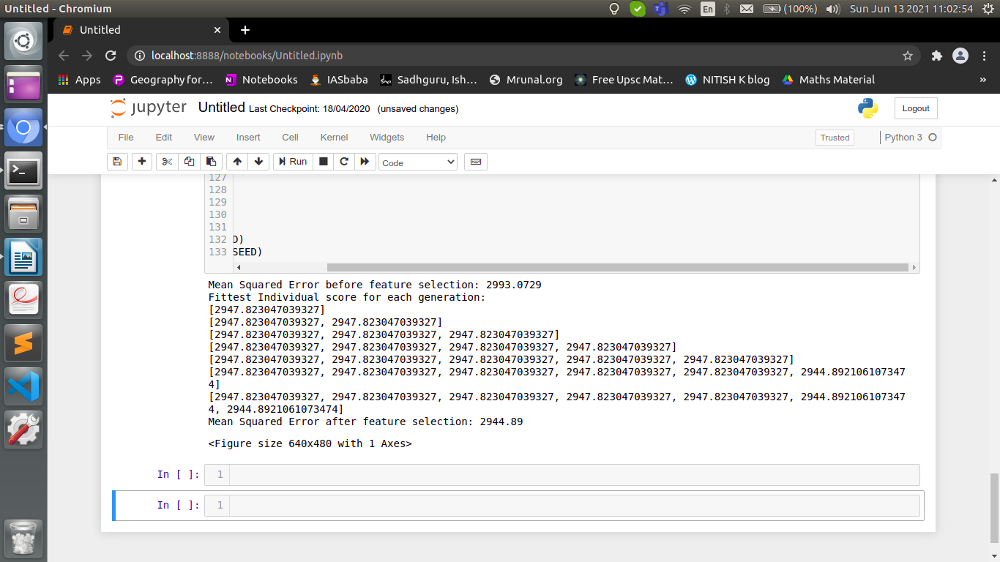 Untitled - Chromium
En
(100%)
Sun Jun 13 2021 11:02:54
Untitled
localhost:8888/notebooks/Untitled.ipynb
Apps
Geography for…
Notebooks
IASbaba
Sadhguru, Ish…
Mrunal.org
Free Upsc Mat…
NITISH K blog
Maths Material
»
jupyter
Untitled Last Checkpoint: 18/04/2020 (unsaved changes)
Logout
File Edit View Insert Cell Kernel Widgets Help
Trusted
Python 3
Run
Code
127
128
129
130
131
132 D)
133 SEED)
Mean Squared Error before feature selection: 2993.0729
Fittest Individual score for each generation:
[2947.823047039327]
[2947.823047039327, 2947.823047039327]
[2947.823047039327, 2947.823047039327, 2947.823047039327]
[2947.823047039327, 2947.823047039327, 2947.823047039327, 2947.823047039327]
[2947.823047039327, 2947.823047039327, 2947.823047039327, 2947.823047039327, 2947.823047039327]
[2947.823047039327, 2947.823047039327, 2947.823047039327, 2947.823047039327, 2947.823047039327, 2944.892106107347
4]
[2947.823047039327, 2947.823047039327, 2947.823047039327, 2947.823047039327, 2947.823047039327, 2944.892106107347
4, 2944.8921061073474]
Mean Squared Error after feature selection: 2944.89
<Figure size 640x480 with 1 Axes>
In [ ]: 1
In [ ]: 1